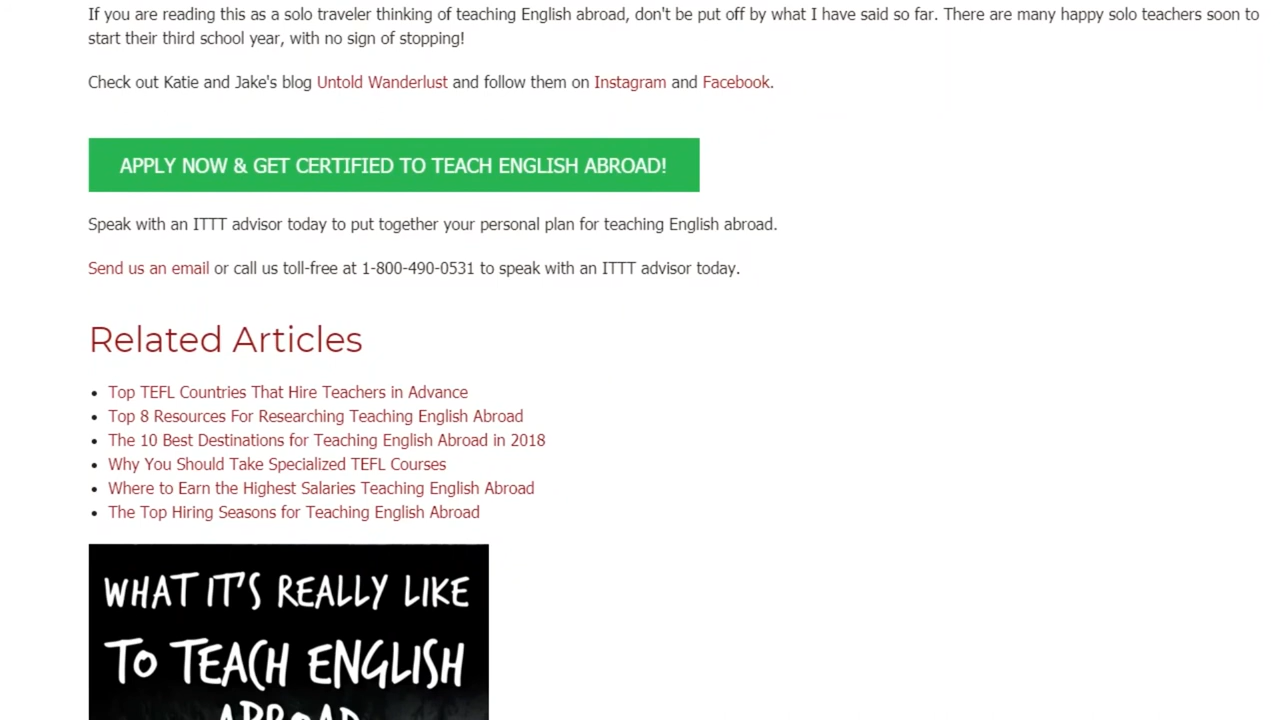 If you are reading this as a solo traveler thinking of teaching English abroad, don't be put off by what I have said so far. There are many happy solo teachers soon to
start their third school year, with no sign of stopping!
Check out Katie and Jake's blog Untold Wanderlust and follow them on Instagram and Facebook.
APPLY NOW & GET CERTIFIED TO TEACH ENGLISH ABROAD!
Speak with an ITTT advisor today to put together your personal plan for teaching English abroad.
Send us an email or call us toll-free at 1-800-490-0531 to speak with an ITTT advisor today.
Related Articles
• Top TEFL Countries That Hire Teachers in Advance
• Top 8 Resources For Researching Teaching English Abroad
• The 10 Best Destinations for Teaching English Abroad in 2018
• Why You Should Take Specialized TEFL Courses
• Where to Earn the Highest Salaries Teaching English Abroad
• The Top Hiring Seasons for Teaching English Abroad
WHAT IT'S REALLY LIKE
TO TEACH ENGLISH
ABROAD